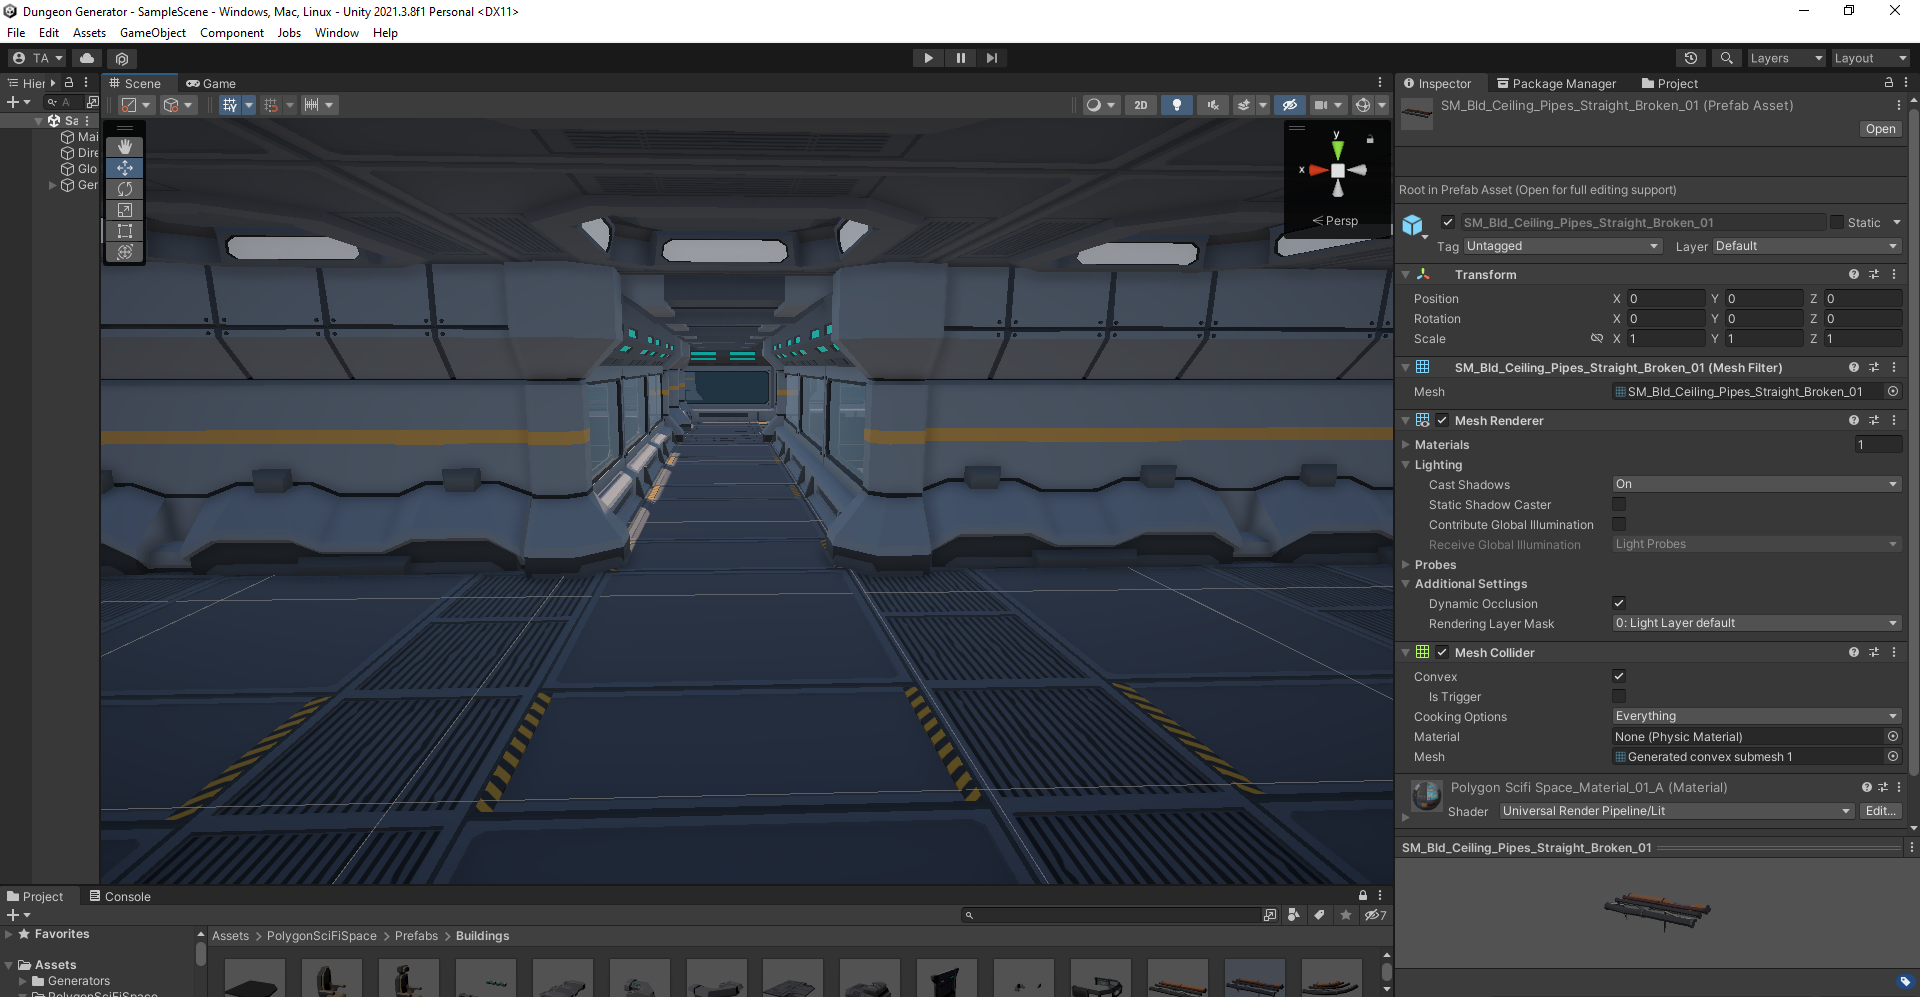 Dungeon Generator - SampleScene - Windows, Mac, Linux - Unity 2021.3.8f1 Personal <DX11>
File Edit Assets GameObject Component Jobs Window Help
TA
Layers
Layout
Hier
Scene
Game
Inspector
Package Manager
Project
A
2D
Sa
Mai
Dire
Glo
Ger
y
x
Persp
SM_Bld_Ceiling_Pipes_Straight_Broken_01 (Prefab Asset)
Open
Root in Prefab Asset (Open for full editing support)
SM_Bld_Ceiling_Pipes_Straight_Broken_01
Static
Tag Untagged
Layer Default
Transform
Position X 0 Y 0 Z 0
Rotation X 0 Y 0 Z 0
Scale X 1 Y 1 Z 1
SM_Bld_Ceiling_Pipes_Straight_Broken_01 (Mesh Filter)
Mesh SM_Bld_Ceiling_Pipes_Straight_Broken_01
Mesh Renderer
Materials 1
Lighting
Cast Shadows On
Static Shadow Caster
Contribute Global Illumination
Receive Global Illumination Light Probes
Probes
Additional Settings
Dynamic Occlusion
Rendering Layer Mask 0: Light Layer default
Mesh Collider
Convex
Is Trigger
Cooking Options Everything
Material None (Physic Material)
Mesh Generated convex submesh 1
Polygon Scifi Space_Material_01_A (Material)
Shader Universal Render Pipeline/Lit Edit...
SM_Bld_Ceiling_Pipes_Straight_Broken_01
Project
Console
7
Favorites
Assets
Generators
PolygonSciFiSpace
Assets > PolygonSciFiSpace > Prefabs > Buildings